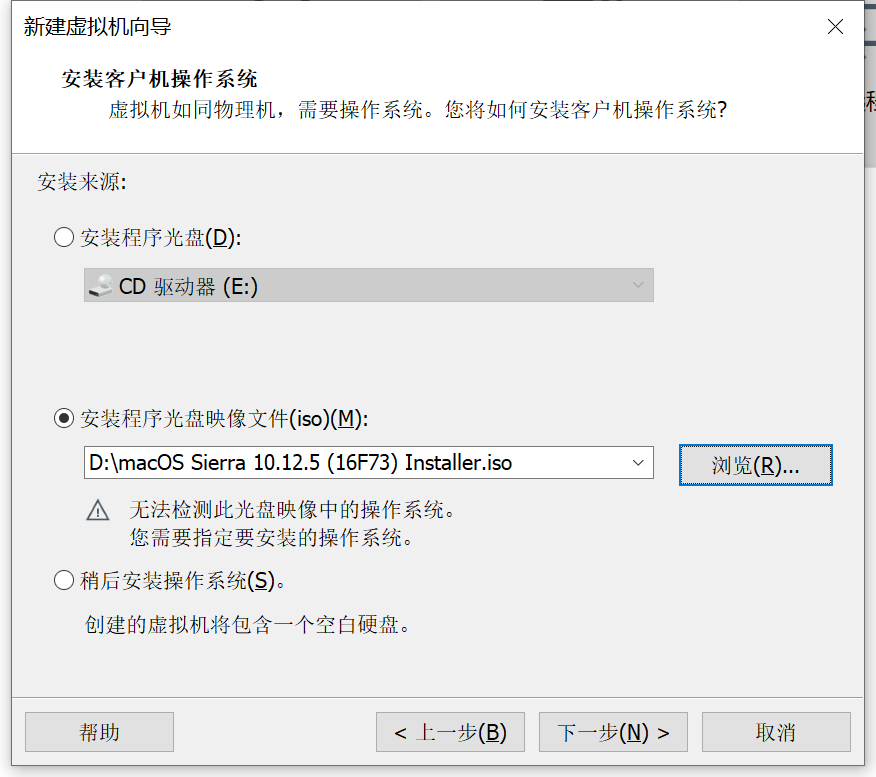 新建虚拟机向导
安装客户机操作系统
虚拟机如同物理机，需要操作系统。您将如何安装客户机操作系统?
安装来源:
安装程序光盘(D):
CD 驱动器 (E:)
安装程序光盘映像文件(iso)(M):
D:\macOS Sierra 10.12.5 (16F73) Installer.iso
浏览(R)...
无法检测此光盘映像中的操作系统。
您需要指定要安装的操作系统。
稍后安装操作系统(S)。
创建的虚拟机将包含一个空白硬盘。
帮助
< 上一步(B)
下一步(N) >
取消